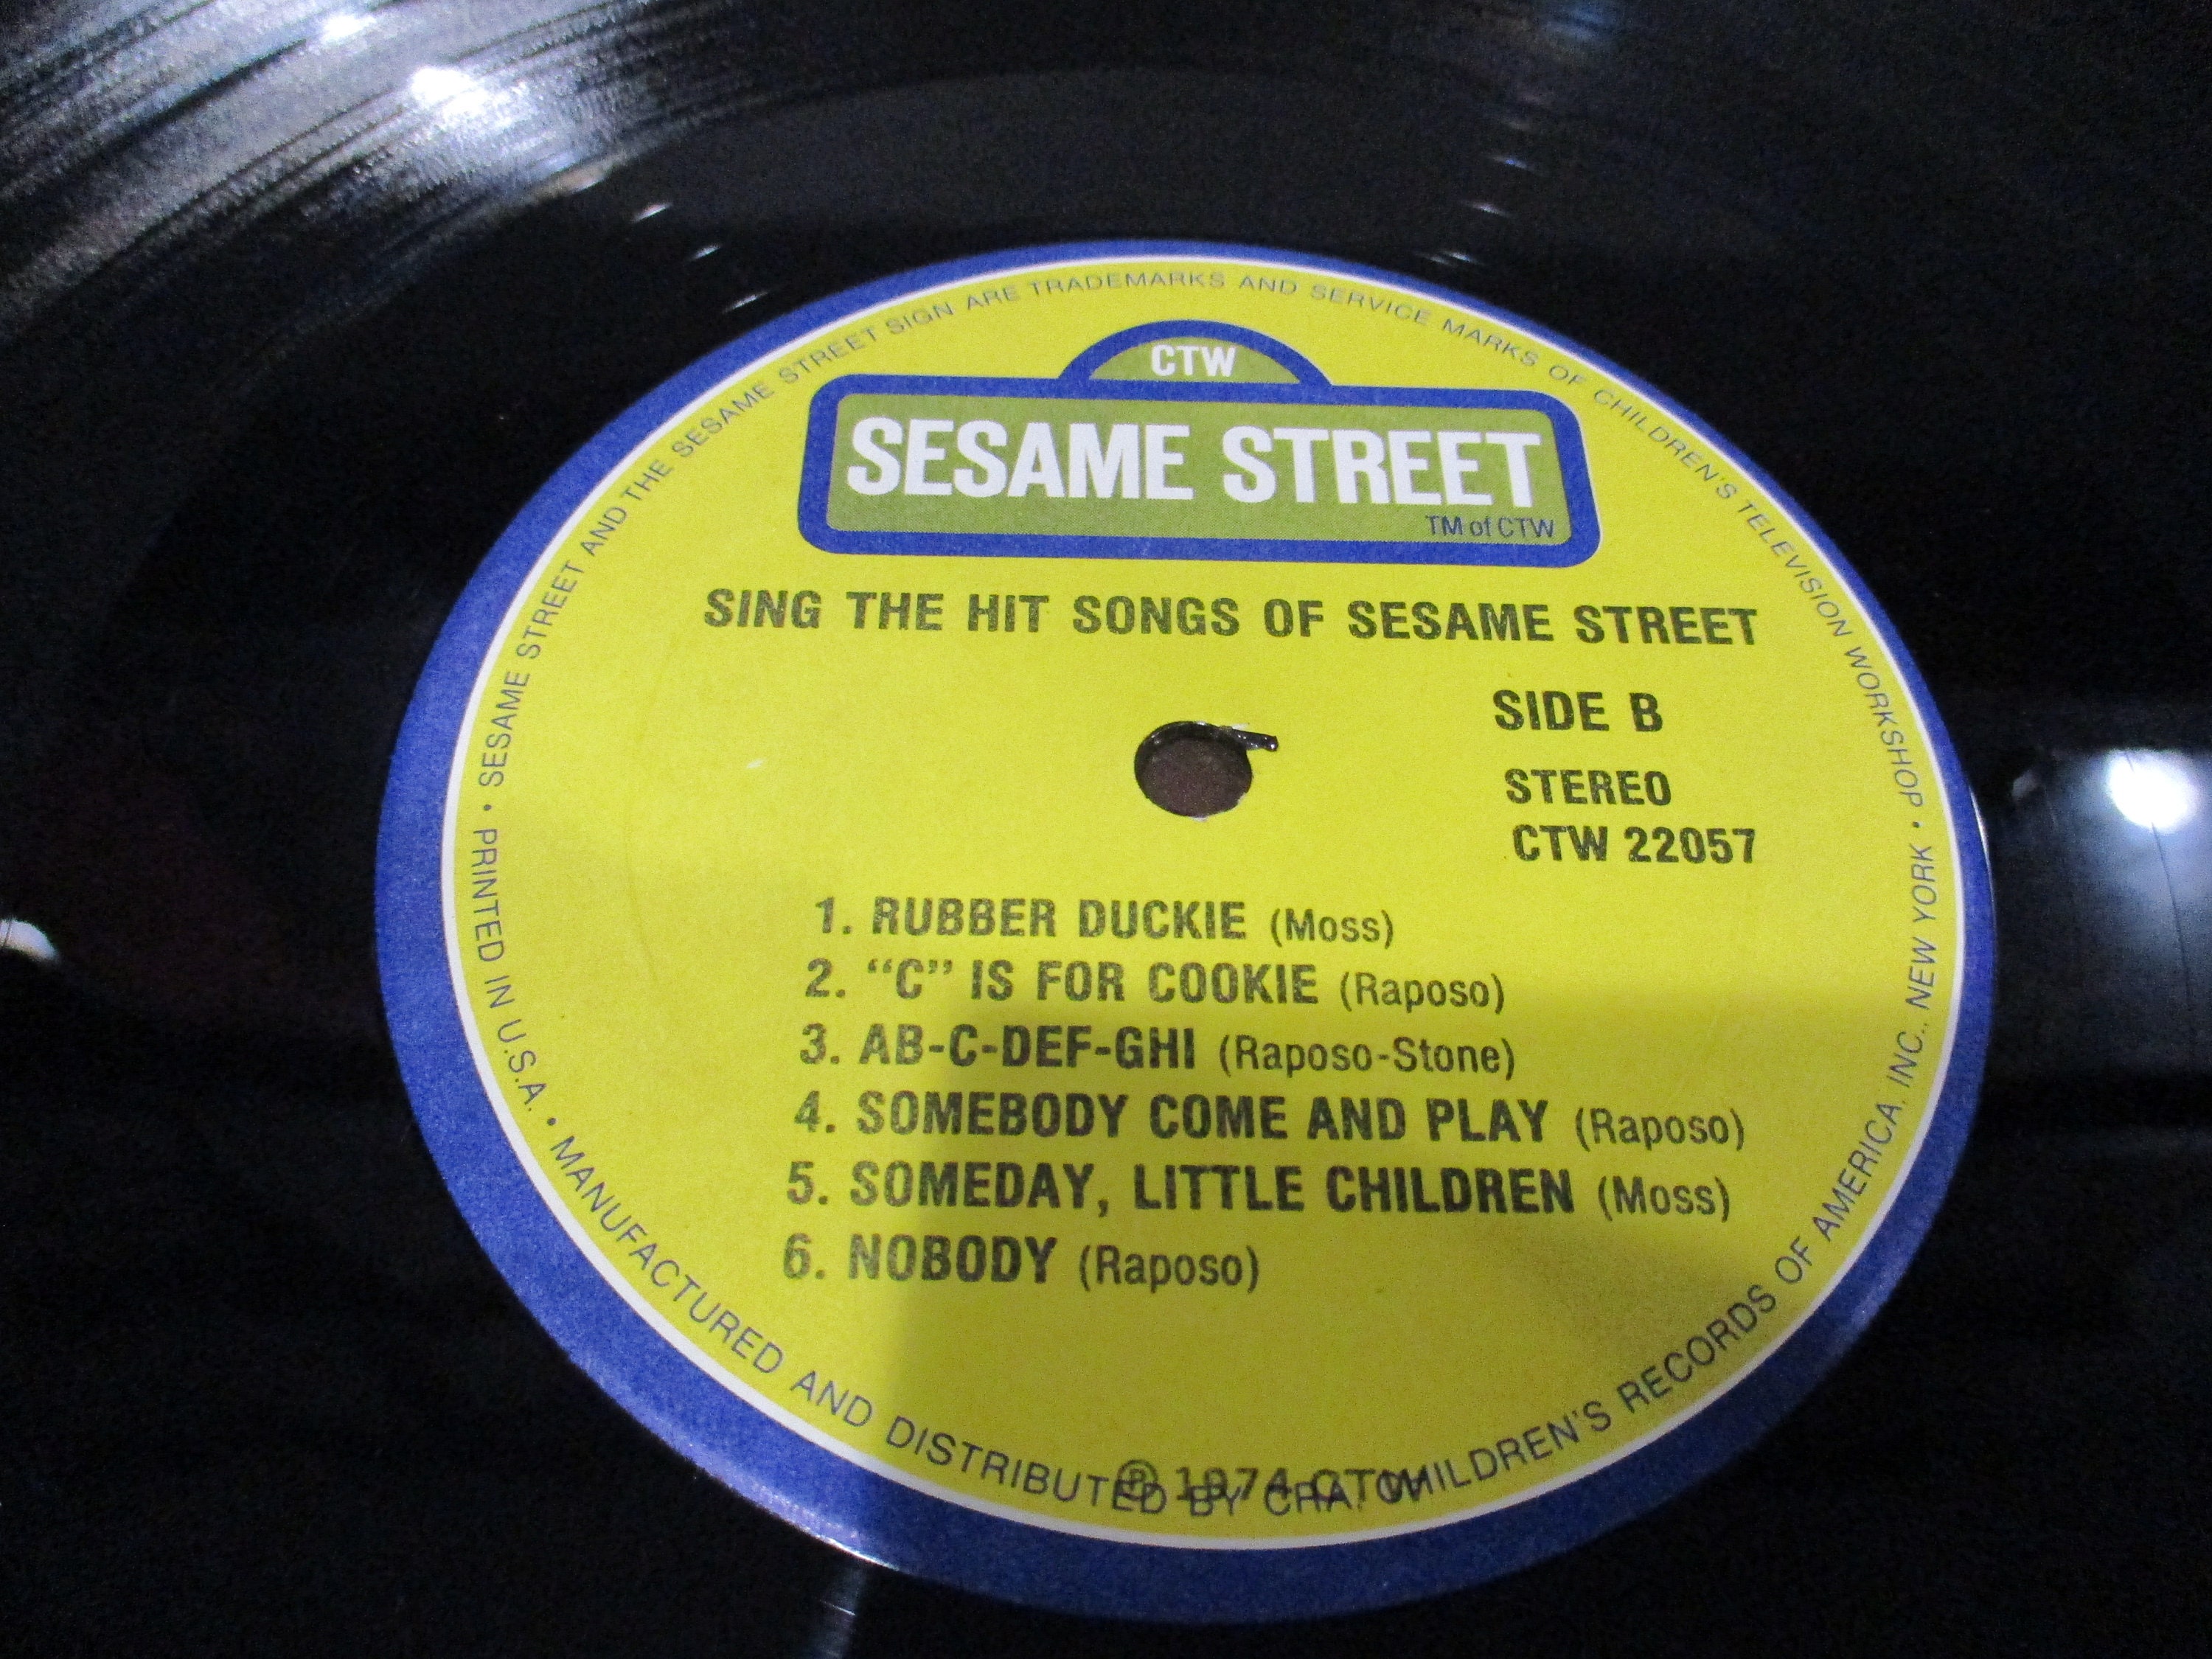 SESAME STREET AND THE SESAME STREET SIGN ARE TRADEMARKS AND SERVICE MARKS OF CHILDREN'S TELEVISION WORKSHOP •
CTW
SESAME STREET
TM of CTW
SING THE HIT SONGS OF SESAME STREET
SIDE B
STEREO
CTW 22057
1. RUBBER DUCKIE (Moss)
2. “C” IS FOR COOKIE (Raposo)
3. AB-C-DEF-GHI (Raposo-Stone)
4. SOMEBODY COME AND PLAY (Raposo)
5. SOMEDAY, LITTLE CHILDREN (Moss)
6. NOBODY (Raposo)
℗ 1974 CTW
• PRINTED IN U.S.A. • MANUFACTURED AND DISTRIBUTED BY CRA. CHILDREN'S RECORDS OF AMERICA, INC., NEW YORK •